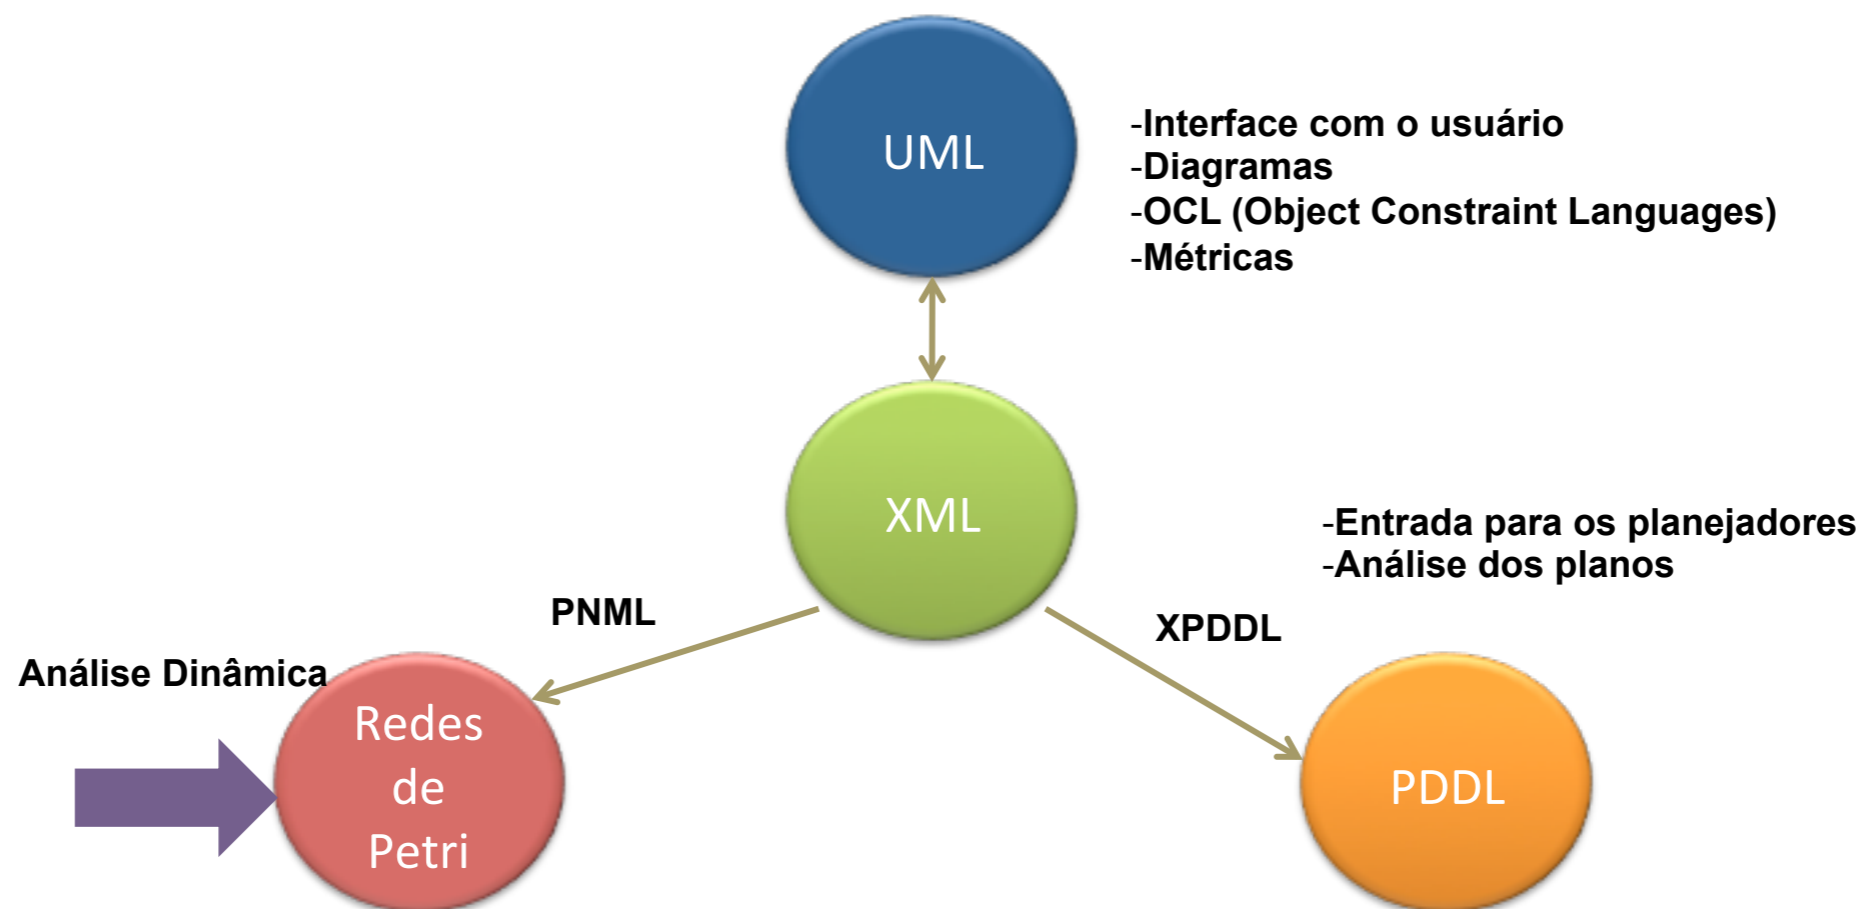 UML
-Interface com o usuário
-Diagramas
-OCL (Object Constraint Languages)
-Métricas
XML
-Entrada para os planejadores
-Análise dos planos
PNML
XPDDL
Análise Dinâmica
Redes
de
Petri
PDDL